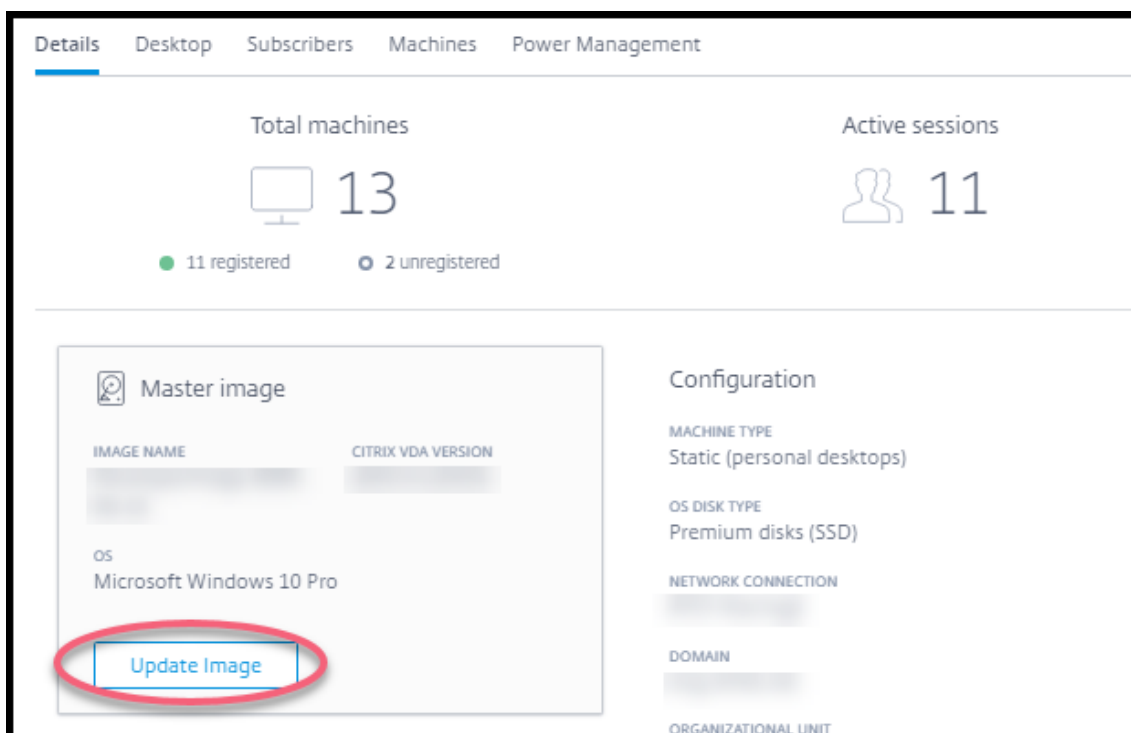 Details Desktop Subscribers Machines Power Management
Total machines
13
11 registered 2 unregistered
Active sessions
11
Master image
IMAGE NAME CITRIX VDA VERSION
OS
Microsoft Windows 10 Pro
Update Image
Configuration
MACHINE TYPE
Static (personal desktops)
OS DISK TYPE
Premium disks (SSD)
NETWORK CONNECTION
DOMAIN
ORGANIZATIONAL UNIT